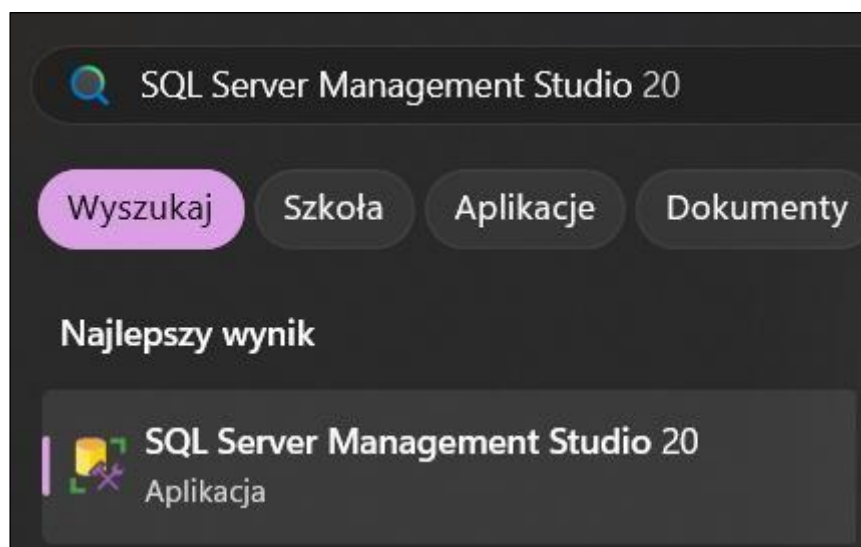 SQL Server Management Studio 20
Wyszukaj Szkoła Aplikacje Dokumenty
Najlepszy wynik
SQL Server Management Studio 20
Aplikacja